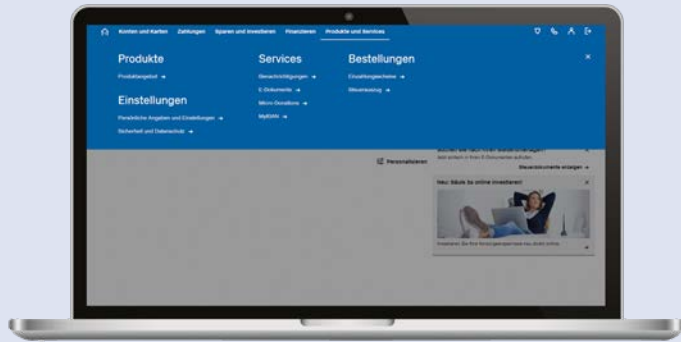 Konten und Karten Zahlungen Sparen und Investieren Finanzieren Produkte und Services
Produkte
Produktangebot →
Einstellungen
Persönliche Angaben und Einstellungen →
Sicherheit und Datenschutz →
Services
Benachrichtigungen →
E-Dokumente →
Micro-Donations →
MyIBAN →
Bestellungen
Einzahlungsscheine →
Steuerauszug →
Personalisieren
Steuerdokumente anzeigen →
Neu: Säule 3a online investieren!